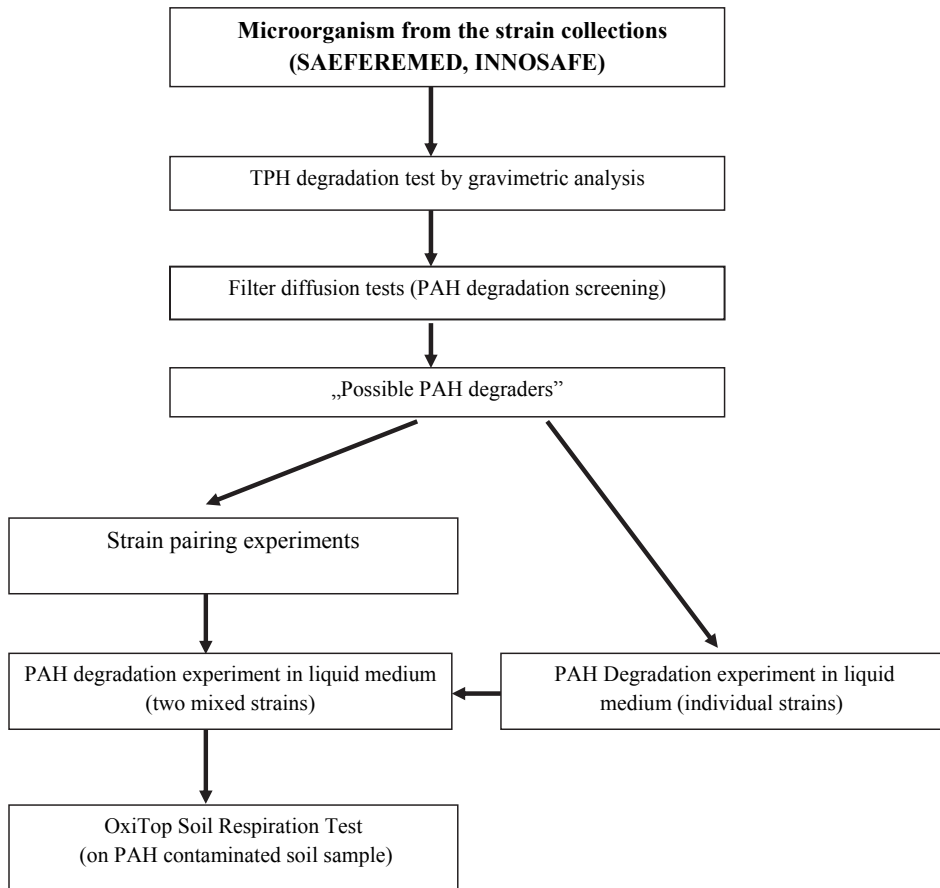 Microorganism from the strain collections
(SAEFEREMED, INNOSAFE)
TPH degradation test by gravimetric analysis
Filter diffusion tests (PAH degradation screening)
„Possible PAH degraders”
Strain pairing experiments
PAH degradation experiment in liquid medium
(two mixed strains)
PAH Degradation experiment in liquid
medium (individual strains)
OxiTop Soil Respiration Test
(on PAH contaminated soil sample)